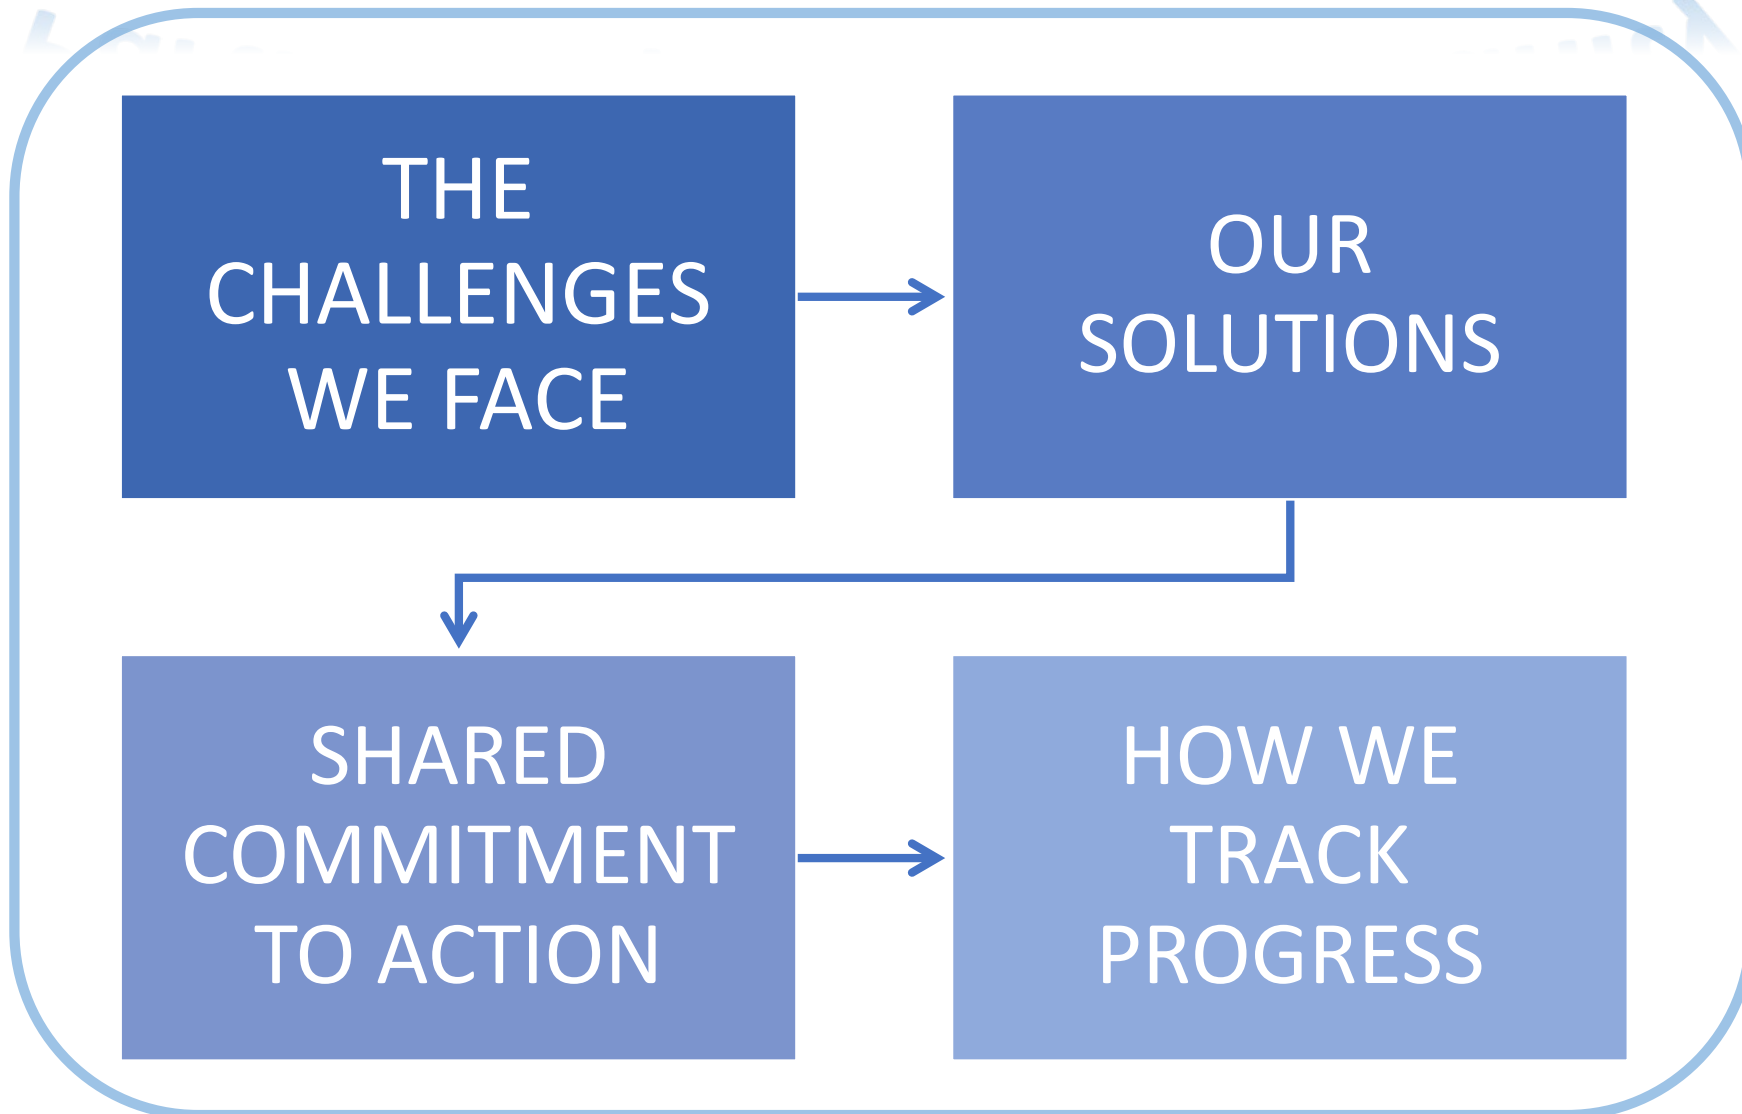 THE
CHALLENGES
WE FACE
OUR
SOLUTIONS
SHARED
COMMITMENT
TO ACTION
HOW WE
TRACK
PROGRESS